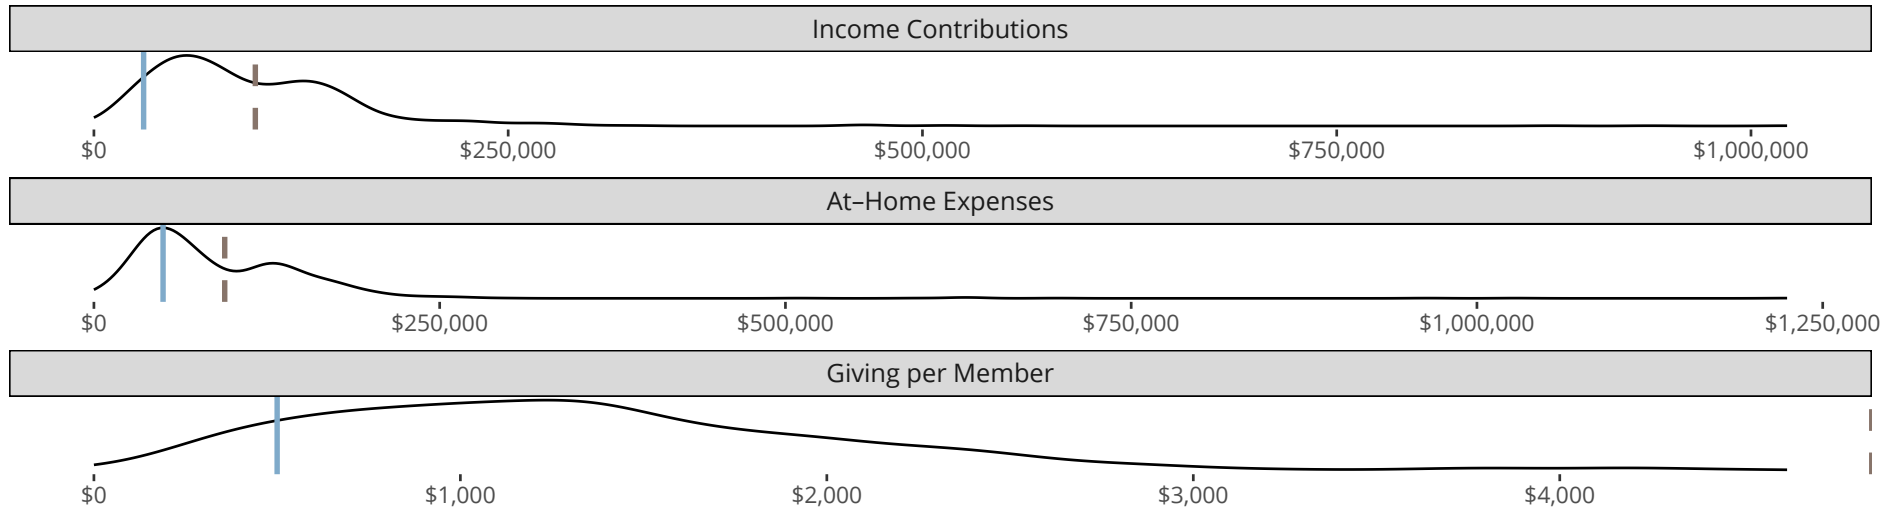 Income Contributions
$0 $250,000 $500,000 $750,000 $1,000,000
At–Home Expenses
$0 $250,000 $500,000 $750,000 $1,000,000 $1,250,000
Giving per Member
$0 $1,000 $2,000 $3,000 $4,000